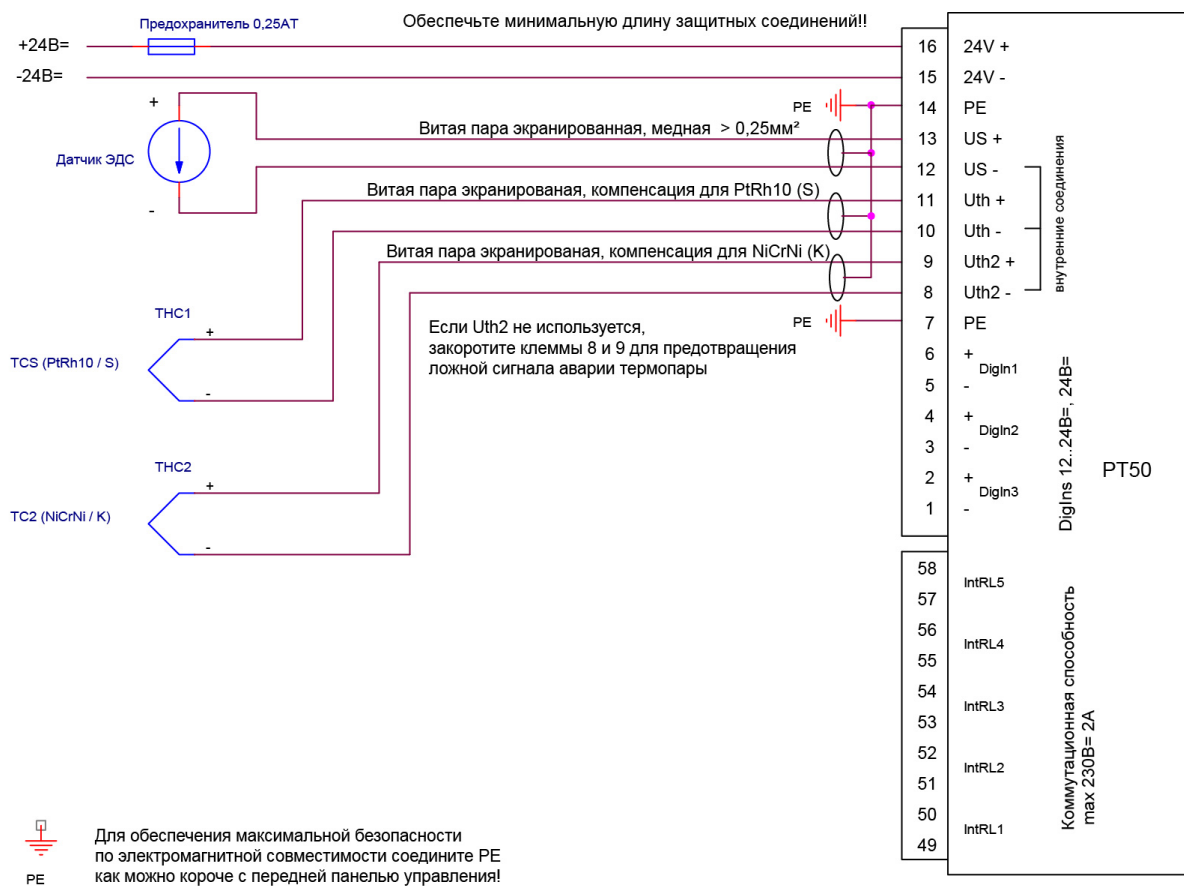 Предохранитель 0,25АТ
Обеспечьте минимальную длину защитных соединений!!
+24В=
-24В=
16 24V +
15 24V -
PE
14 PE
+
Витая пара экранированная, медная > 0,25мм²
13 US +
Датчик ЭДС
12 US -
-
Витая пара экранированая, компенсация для PtRh10 (S)
11 Uth +
10 Uth -
Витая пара экранированая, компенсация для NiCrNi (K)
9 Uth2 +
8 Uth2 -
внутренние соединения
PE
7 PE
Если Uth2 не используется,
закоротите клеммы 8 и 9 для предотвращения
ложной сигнала аварии термопары
THC1
+
TCS (PtRh10 / S)
-
6 +
DigIn1
5 -
4 +
DigIn2
3 -
2 +
DigIn3
1 -
DigIns 12..24В=, 24В=
PT50
THC2
+
TC2 (NiCrNi / K)
-
58
IntRL5
57
56
IntRL4
55
54
IntRL3
53
52
IntRL2
51
50
IntRL1
49
Коммутационная способность
max 230В= 2А
PE
Для обеспечения максимальной безопасности
по электромагнитной совместимости соедините PE
как можно короче с передней панелью управления!